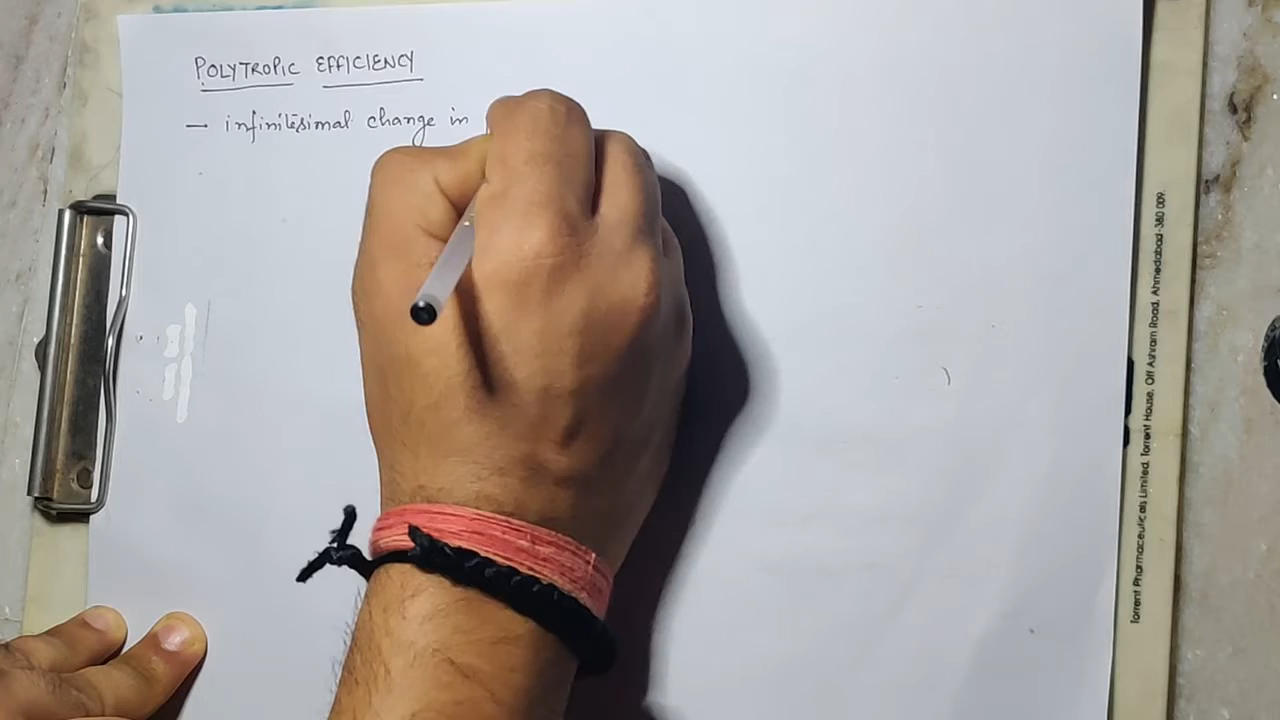 POLYTROPIC EFFICIENCY
— infinitesimal change in
Torrent Pharmaceuticals Limited, Torrent House, Off Ashram Road, Ahmedabad-380 009.